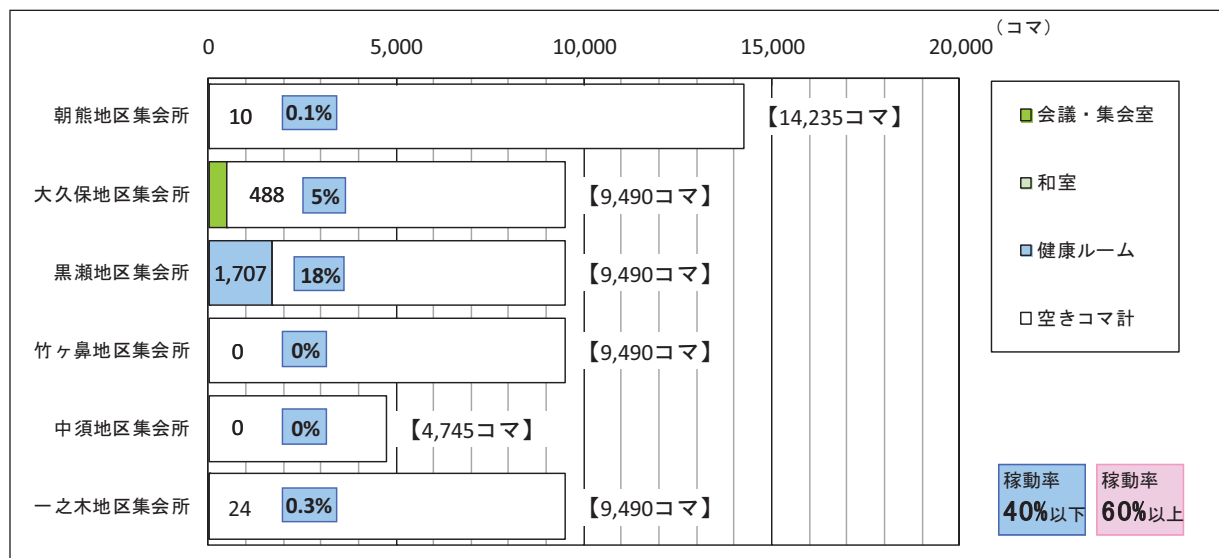 （コマ）
0 5,000 10,000 15,000 20,000
朝熊地区集会所 10 0.1% 【14,235コマ】
大久保地区集会所 488 5% 【9,490コマ】
黒瀬地区集会所 1,707 18% 【9,490コマ】
竹ヶ鼻地区集会所 0 0% 【9,490コマ】
中須地区集会所 0 0% 【4,745コマ】
一之木地区集会所 24 0.3% 【9,490コマ】
会議・集会室
和室
健康ルーム
空きコマ計
稼動率
40%以下
稼動率
60%以上